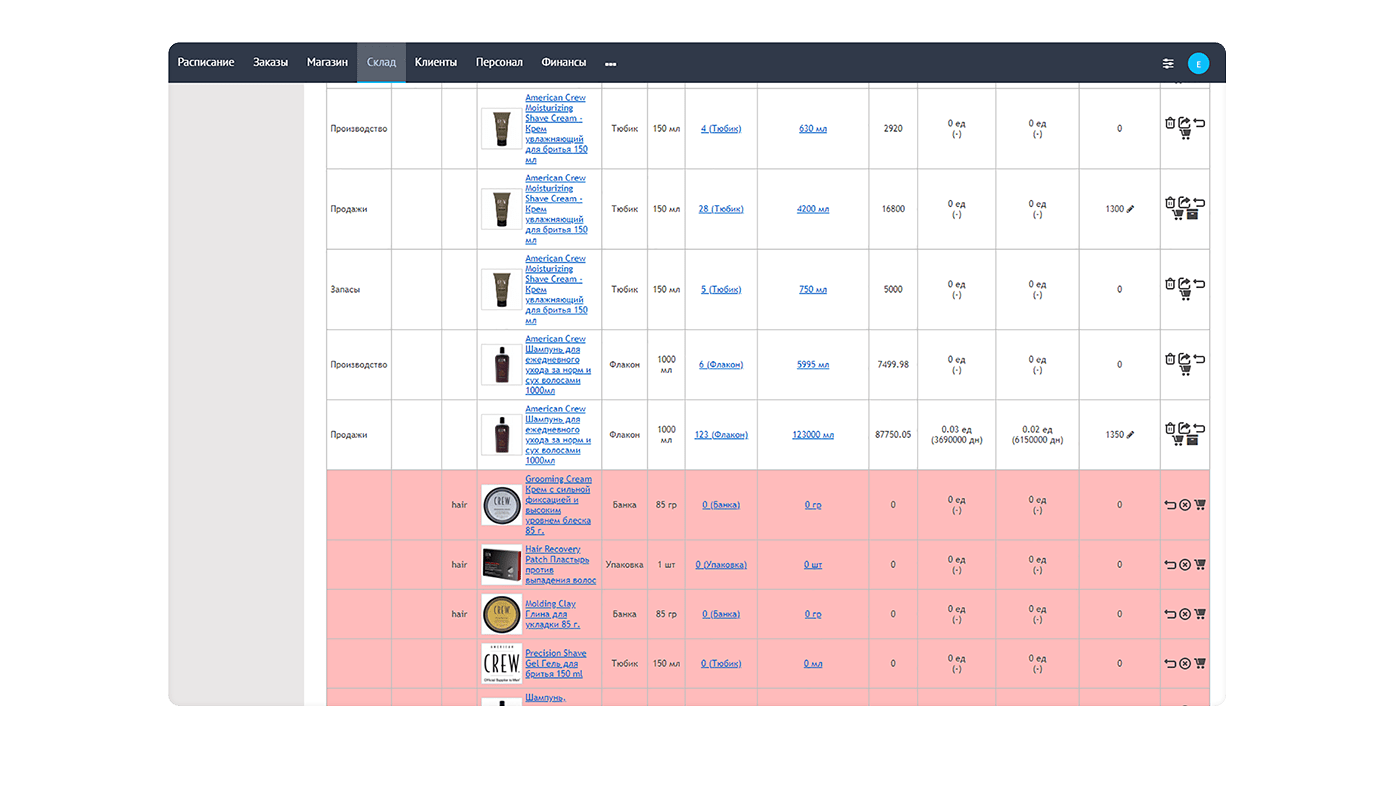 Расписание Заказы Магазин Склад Клиенты Персонал Финансы E
American Crew
Moisturizing
Shave Cream -
Крем
увлажняющий
для бритья 150
мл
Производство Тюбик 150 мл 4 (Тюбик) 630 мл 2920 0 ед 0 ед 0
(-) (-)
American Crew
Moisturizing
Shave Cream -
Крем
увлажняющий
для бритья 150
мл
Продажи Тюбик 150 мл 28 (Тюбик) 4200 мл 16800 0 ед 0 ед 1300
(-) (-)
American Crew
Moisturizing
Shave Cream -
Крем
увлажняющий
для бритья 150
мл
Запасы Тюбик 150 мл 5 (Тюбик) 750 мл 5000 0 ед 0 ед 0
(-) (-)
American Crew
Шампунь для
ежедневного
ухода за норм и
сух волосами
1000мл
Производство Флакон 1000 6 (Флакон) 5995 мл 7499.98 0 ед 0 ед 0
мл (-) (-)
American Crew
Шампунь для
ежедневного
ухода за норм и
сух волосами
1000мл
Продажи Флакон 1000 123 (Флакон) 123000 мл 87750.05 0.03 ед 0.02 ед 1350
мл (3690000 дн) (6150000 дн)
Grooming Cream
Крем с сильной
фиксацией и
высоким
уровнем блеска
85 г.
hair CREW Банка 85 гр 0 (Банка) 0 гр 0 0 ед 0 ед 0
(-) (-)
Hair Recovery
Patch Пластырь
против
выпадения волос
hair Упаковка 1 шт 0 (Упаковка) 0 шт 0 0 ед 0 ед 0
(-) (-)
Molding Clay
Глина для
укладки 85 г.
hair CREW Банка 85 гр 0 (Банка) 0 гр 0 0 ед 0 ед 0
(-) (-)
AMERICAN
CREW
Official Supplier to Men
Precision Shave
Gel Гель для
бритья 150 ml
Тюбик 150 мл 0 (Тюбик) 0 мл 0 0 ед 0 ед 0
(-) (-)
Шампунь,